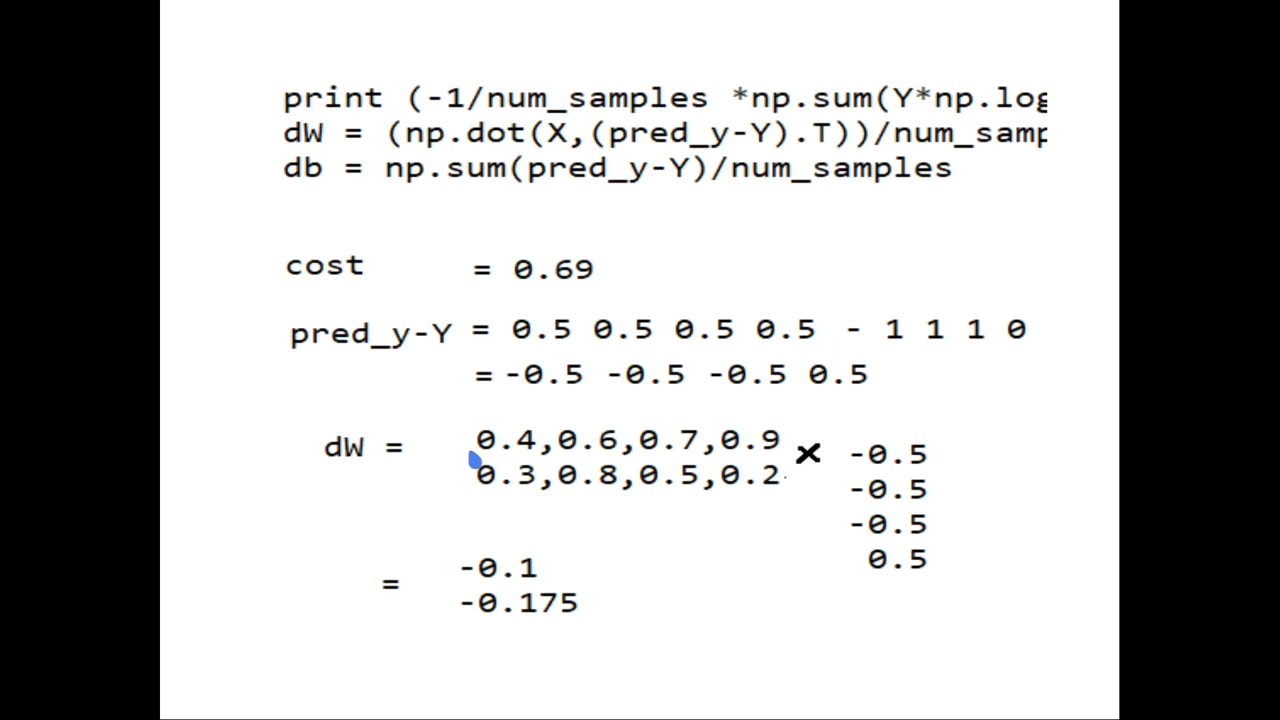 print (-1/num_samples *np.sum(Y*np.log
dW = (np.dot(X,(pred_y-Y).T))/num_samp
db = np.sum(pred_y-Y)/num_samples
cost = 0.69
pred_y-Y = 0.5 0.5 0.5 0.5 - 1 1 1 0
= -0.5 -0.5 -0.5 0.5
dW = 0.4,0.6,0.7,0.9 × -0.5
0.3,0.8,0.5,0.2 -0.5
-0.5
0.5
= -0.1
-0.175